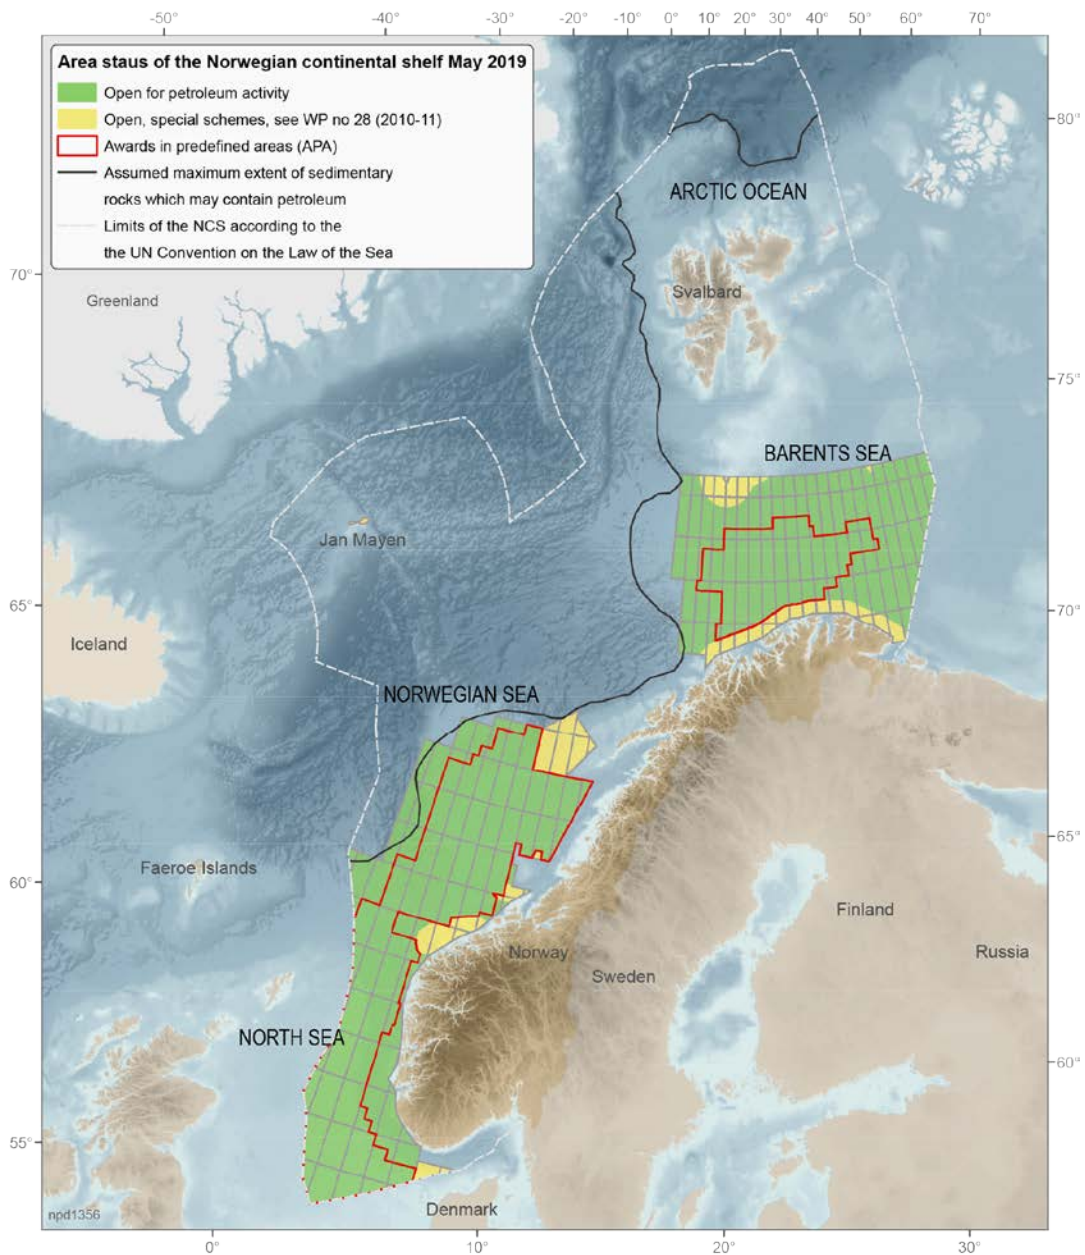 -50° -40° -30° -20° -10° 0° 10° 20° 30° 40° 50° 60° 70°
Area staus of the Norwegian continental shelf May 2019
Open for petroleum activity
Open, special schemes, see WP no 28 (2010-11)
Awards in predefined areas (APA)
Assumed maximum extent of sedimentary
rocks which may contain petroleum
Limits of the NCS according to the
the UN Convention on the Law of the Sea
80°
ARCTIC OCEAN
70°
Svalbard
Greenland
75°
BARENTS SEA
Jan Mayen
65°
70°
Iceland
NORWEGIAN SEA
65°
Faeroe Islands
60°
Finland
Norway
Russia
Sweden
NORTH SEA
60°
55°
Denmark
npd1356
0° 10° 20° 30°